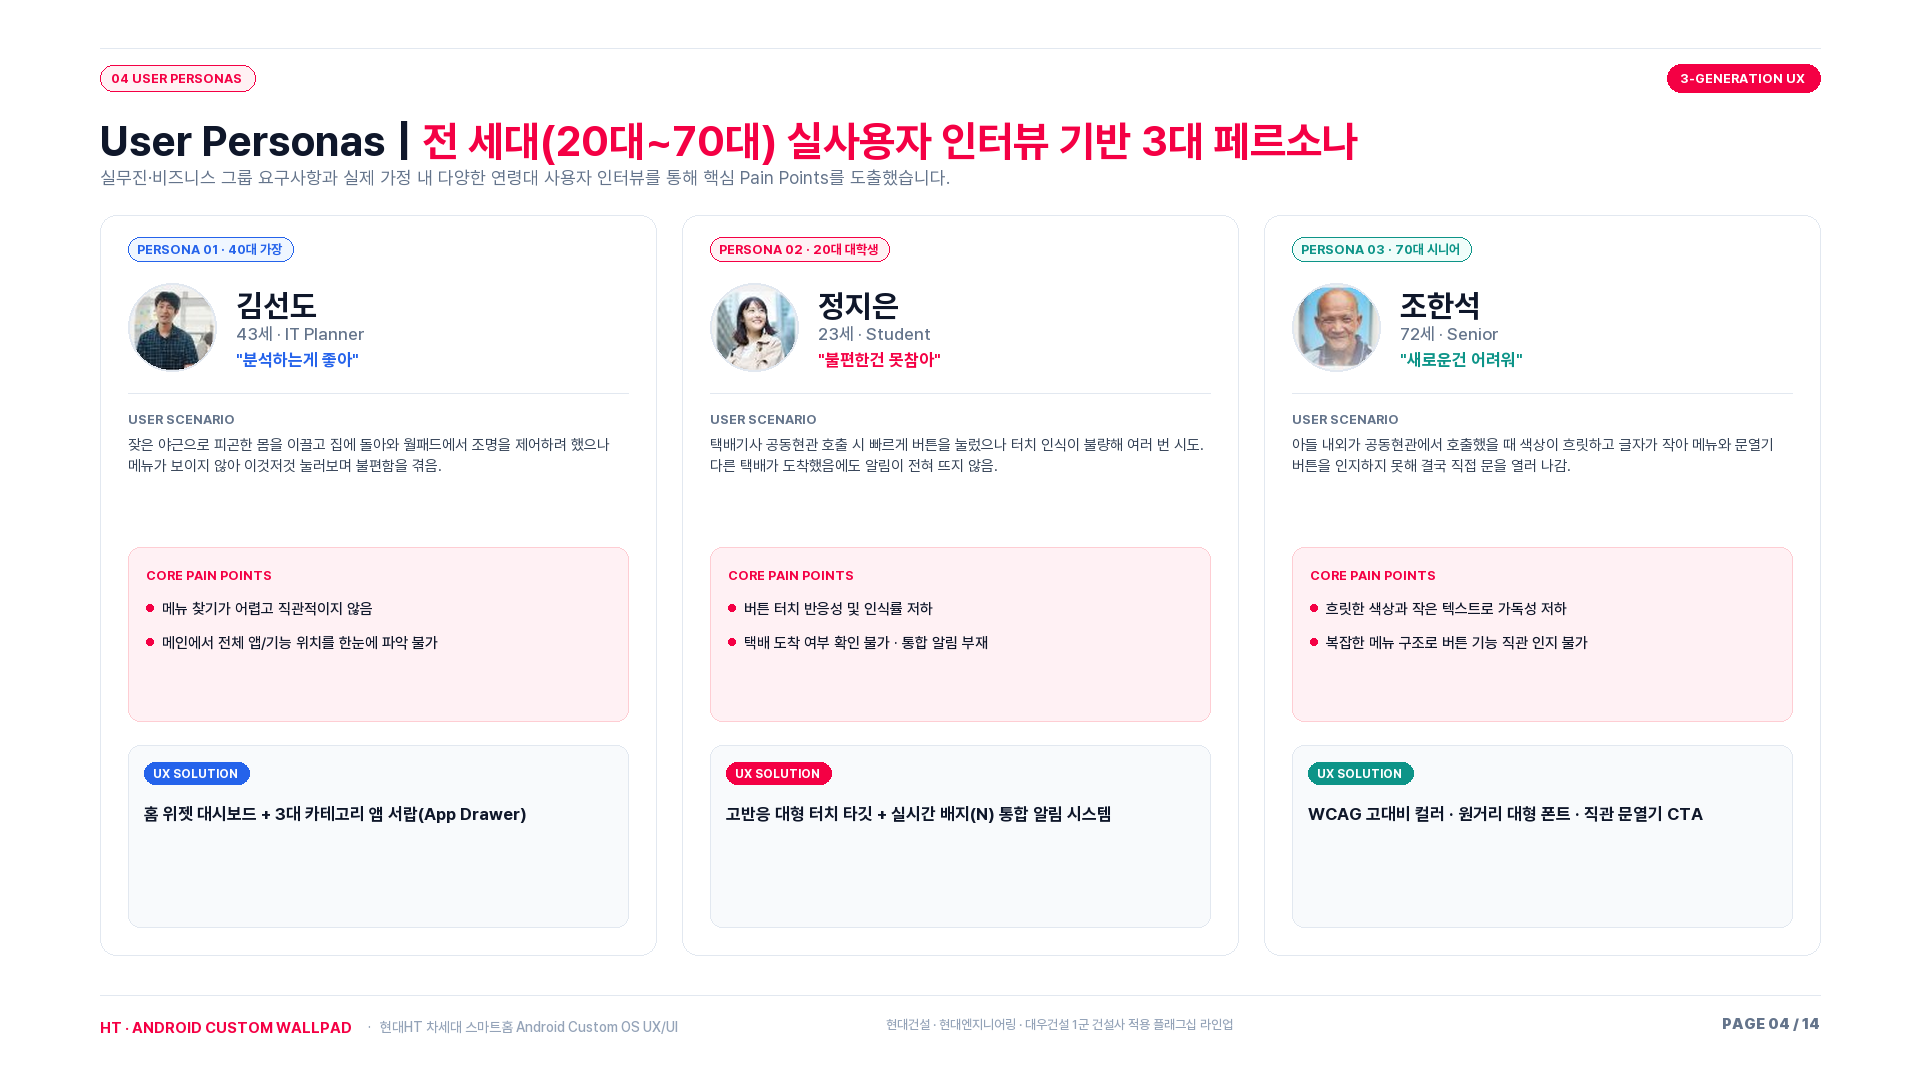 04 USER PERSONAS
3-GENERATION UX
User Personas | 전 세대(20대~70대) 실사용자 인터뷰 기반 3대 페르소나
실무진·비즈니스 그룹 요구사항과 실제 가정 내 다양한 연령대 사용자 인터뷰를 통해 핵심 Pain Points를 도출했습니다.
PERSONA 01 · 40대 가장
김선도
43세 · IT Planner
"분석하는게 좋아"
USER SCENARIO
잦은 야근으로 피곤한 몸을 이끌고 집에 돌아와 월패드에서 조명을 제어하려 했으나
메뉴가 보이지 않아 이것저것 눌러보며 불편함을 겪음.
CORE PAIN POINTS
메뉴 찾기가 어렵고 직관적이지 않음
메인에서 전체 앱/기능 위치를 한눈에 파악 불가
UX SOLUTION
홈 위젯 대시보드 + 3대 카테고리 앱 서랍(App Drawer)
PERSONA 02 · 20대 대학생
정지은
23세 · Student
"불편한건 못참아"
USER SCENARIO
택배기사 공동현관 호출 시 빠르게 버튼을 눌렀으나 터치 인식이 불량해 여러 번 시도.
다른 택배가 도착했음에도 알림이 전혀 뜨지 않음.
CORE PAIN POINTS
버튼 터치 반응성 및 인식률 저하
택배 도착 여부 확인 불가 · 통합 알림 부재
UX SOLUTION
고반응 대형 터치 타깃 + 실시간 배지(N) 통합 알림 시스템
PERSONA 03 · 70대 시니어
조한석
72세 · Senior
"새로운건 어려워"
USER SCENARIO
아들 내외가 공동현관에서 호출했을 때 색상이 흐릿하고 글자가 작아 메뉴와 문열기
버튼을 인지하지 못해 결국 직접 문을 열러 나감.
CORE PAIN POINTS
흐릿한 색상과 작은 텍스트로 가독성 저하
복잡한 메뉴 구조로 버튼 기능 직관 인지 불가
UX SOLUTION
WCAG 고대비 컬러 · 원거리 대형 폰트 · 직관 문열기 CTA
HT · ANDROID CUSTOM WALLPAD · 현대HT 차세대 스마트홈 Android Custom OS UX/UI
현대건설 · 현대엔지니어링 · 대우건설 1군 건설사 적용 플래그십 라인업
PAGE 04 / 14